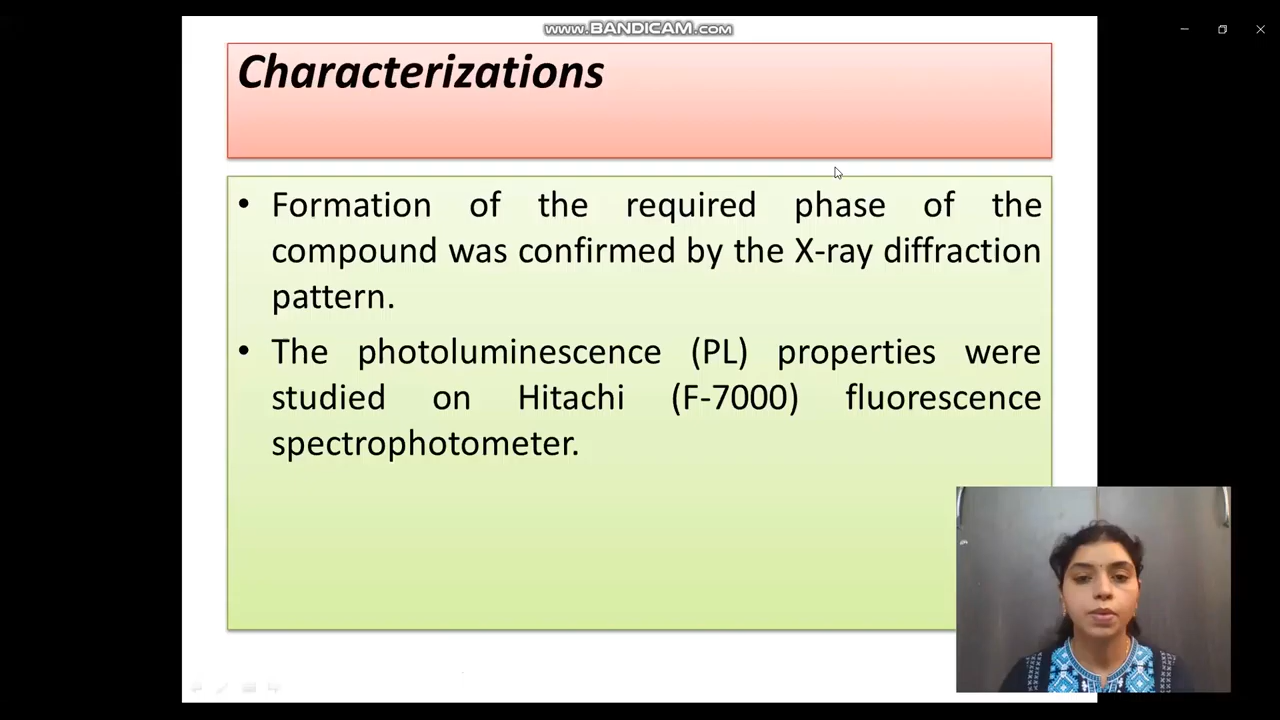 www.BANDICAM.com
Characterizations
• Formation of the required phase of the
compound was confirmed by the X-ray diffraction
pattern.
• The photoluminescence (PL) properties were
studied on Hitachi (F-7000) fluorescence
spectrophotometer.